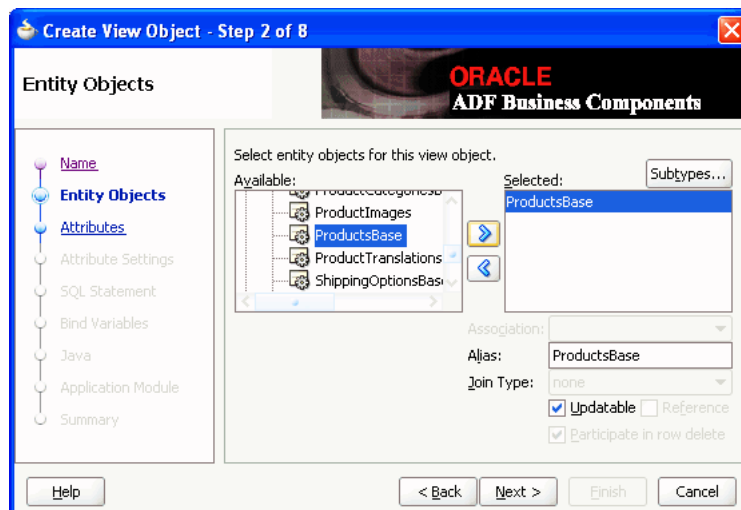 Create View Object - Step 2 of 8
Entity Objects
ORACLE
ADF Business Components
Name
Entity Objects
Attributes
Attribute Settings
SQL Statement
Bind Variables
Java
Application Module
Summary
Select entity objects for this view object.
Available:
ProductImages
ProductsBase
ProductTranslations
Selected:
Subtypes...
ProductsBase
Association:
Alias:
ProductsBase
Join Type:
none
Updatable
Reference
Participate in row delete
Help
< Back
Next >
Finish
Cancel